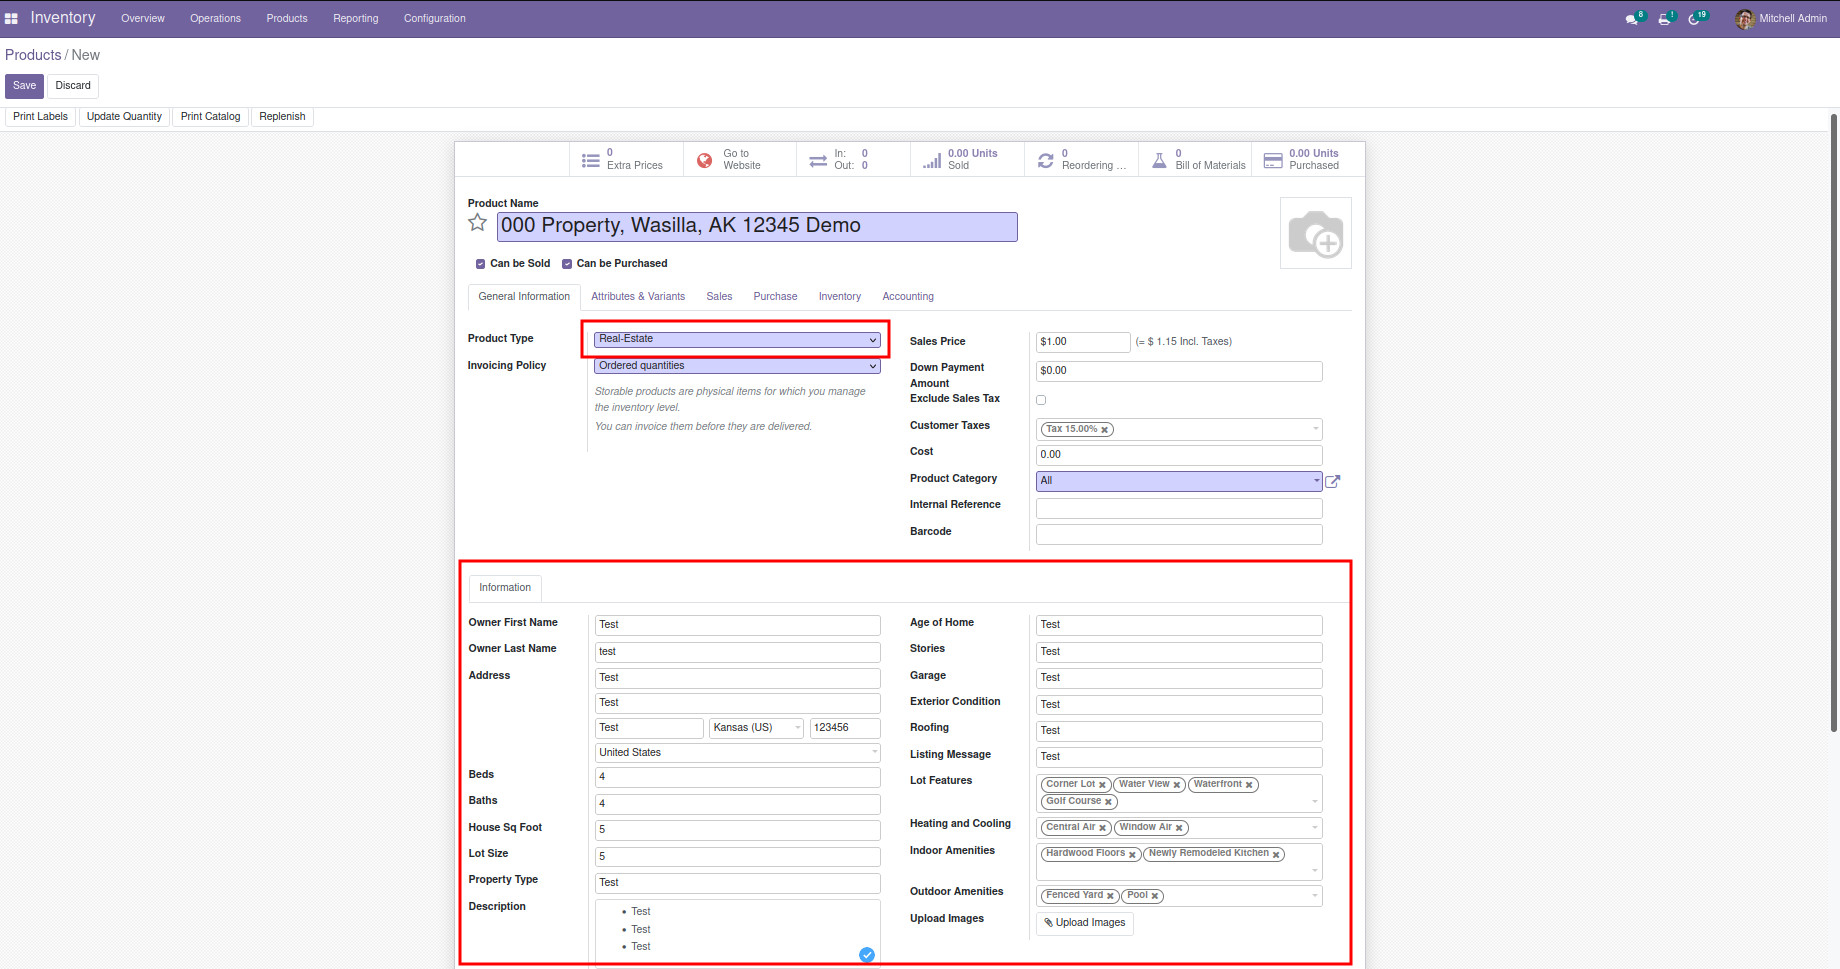 Inventory Overview Operations Products Reporting Configuration 8 ! 19 Mitchell Admin
Products / New
Save Discard
Print Labels Update Quantity Print Catalog Replenish
0 Extra Prices
Go to Website
In: 0
Out: 0
0.00 Units Sold
0 Reordering ...
0 Bill of Materials
0.00 Units Purchased
Product Name
000 Property, Wasilla, AK 12345 Demo
Can be Sold Can be Purchased
General Information Attributes & Variants Sales Purchase Inventory Accounting
Product Type Real-Estate
Invoicing Policy Ordered quantities
Storable products are physical items for which you manage
the inventory level.
You can invoice them before they are delivered.
Sales Price $1.00 (= $ 1.15 Incl. Taxes)
Down Payment
Amount
$0.00
Exclude Sales Tax
Customer Taxes Tax 15.00%
Cost 0.00
Product Category All
Internal Reference
Barcode
Information
Owner First Name Test
Owner Last Name test
Address Test
Test
Test Kansas (US) 123456
United States
Beds 4
Baths 4
House Sq Foot 5
Lot Size 5
Property Type Test
Description
• Test
• Test
• Test
Age of Home Test
Stories Test
Garage Test
Exterior Condition Test
Roofing Test
Listing Message Test
Lot Features Corner Lot Water View Waterfront
Golf Course
Heating and Cooling Central Air Window Air
Indoor Amenities Hardwood Floors Newly Remodeled Kitchen
Outdoor Amenities Fenced Yard Pool
Upload Images Upload Images